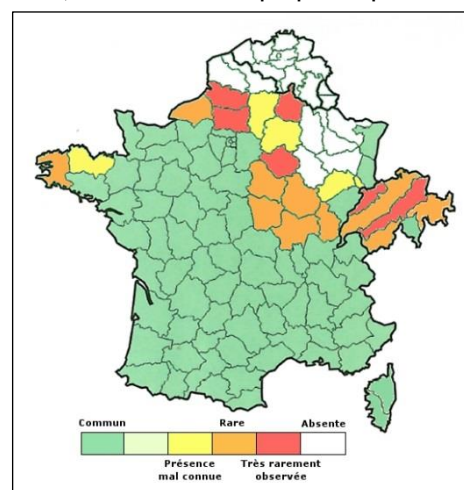 Commun Rare Absente
Présence Très rarement
mal connue observée